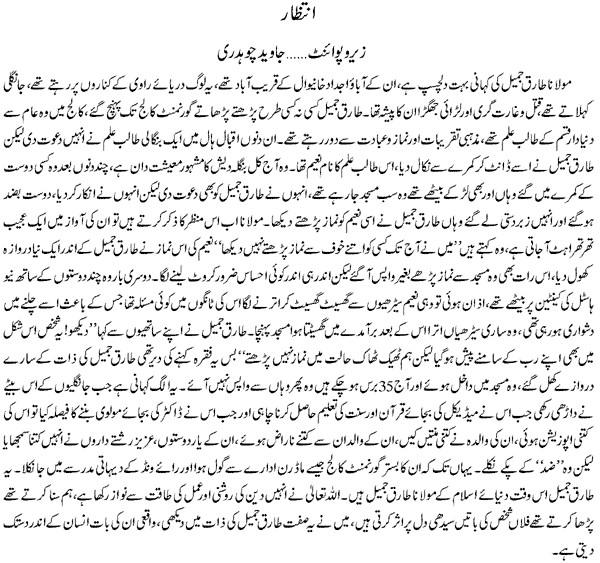 انتظار
زیرو پوائنٹ......جاوید چوہدری
مولانا طارق جمیل کی کہانی بہت دلچسپ ہے، ان کے آباؤ اجداد خانیوال کے قریب آباد تھے، یہ لوگ دریائے راوی کے کناروں پر رہتے تھے، جانگلی
کہلاتے تھے، قتل و غارت گری اور لڑائی جھگڑا ان کا پیشہ تھا۔ طارق جمیل کسی نہ کسی طرح پڑھتے پڑھاتے گورنمنٹ کالج تک پہنچ گئے، کالج میں وہ عام سے
دنیا دار قسم کے طالب علم تھے، مذہبی تقریبات اور نماز و عبادت سے دور رہتے تھے۔ ان دنوں اقبال ہال میں ایک بنگالی طالب علم نے انہیں دعوت دی لیکن
طارق جمیل نے اسے ڈانٹ کر کمرے سے نکال دیا، اس طالب علم کا نام نعیم تھا۔ وہ آج کل بنگلہ دیش کا مشہور معیشت دان ہے، چند دنوں بعد وہ کسی دوست
کے کمرے میں گئے وہاں اور بھی لڑکے بیٹھے تھے وہ سب مسجد جا رہے تھے، انہوں نے طارق جمیل کو بھی دعوت دی لیکن انہوں نے انکار کر دیا، دوست بضد
ہو گئے اور انہیں زبردستی لے گئے وہاں طارق جمیل نے اسی نعیم کو نماز پڑھتے دیکھا۔ مولانا اب اس منظر کا ذکر کرتے ہیں تو ان کی آواز میں ایک عجیب
تھرتھراہٹ آ جاتی ہے، وہ کہتے ہیں: ”میں نے آج تک کسی کو اتنے خوف سے نماز پڑھتے نہیں دیکھا“ نعیم کی اس نماز نے طارق جمیل کے اندر ایک نیا دروازہ
کھول دیا، اس رات بھی وہ مسجد سے نماز پڑھے بغیر واپس آ گئے لیکن اندر ہی اندر کوئی احساس ضرور کروٹ لینے لگا۔ دوسری بار وہ چند دوستوں کے ساتھ نیو
ہاسٹل کی کینٹین پر بیٹھے تھے، اذان ہوئی تو وہی نعیم سیڑھیوں سے گھسیٹ گھسیٹ کر اترنے لگا اس کی ٹانگوں میں کوئی مسئلہ تھا جس کے باعث اسے چلنے میں
دشواری ہو رہی تھی، وہ ساری سیڑھیاں اترا اس کے بعد برآمدے میں گھسیٹتا ہوا مسجد پہنچا۔ طارق جمیل نے اپنے ساتھیوں سے کہا ”دیکھو! یہ شخص اس شکل
میں بھی اپنے رب کے سامنے پیش ہو گیا لیکن ہم ٹھیک ٹھاک حالت میں نماز نہیں پڑھتے“ بس یہ فقرہ کہنے کی دیر تھی طارق جمیل کی ذات کے سارے
دروازے کھل گئے، وہ مسجد میں داخل ہوئے اور آج 35 برس ہو چکے ہیں وہ پھر وہاں سے واپس نہیں آئے۔ یہ الگ کہانی ہے جب جانگلیوں کے اس بیٹے
نے داڑھی رکھی جب اس نے میڈیکل کی بجائے قرآن اور سنت کی تعلیم حاصل کرنا چاہی اور جب اس نے ڈاکٹر کی بجائے مولوی بننے کا فیصلہ کیا تو اس کی
کتنی اپوزیشن ہوئی، ان کی والدہ نے کتنی منتیں کیں، ان کے والد ان سے کتنے ناراض ہوئے، ان کے یار دوستوں، عزیز رشتے داروں نے انہیں کتنا سمجھایا
لیکن وہ ”ضد“ کے پکے نکلے۔ یہاں تک کہ ان کا بستر گورنمنٹ کالج جیسے ماڈرن ادارے سے گول ہوا اور رائے ونڈ کے دیہاتی مدرسے میں جا نکلا۔ یہ
طارق جمیل اس وقت دنیائے اسلام کے مولانا طارق جمیل ہیں۔ اللہ تعالیٰ نے انہیں دین کی روشنی اور عمل کی طاقت سے نواز رکھا ہے، ہم سنا کرتے تھے
پڑھا کرتے تھے فلاں شخص کی باتیں سیدھی دل پر اثر کرتی ہیں، میں نے یہ صفت طارق جمیل کی ذات میں دیکھی، واقعی ان کی بات انسان کے اندر دستک
دیتی ہے۔